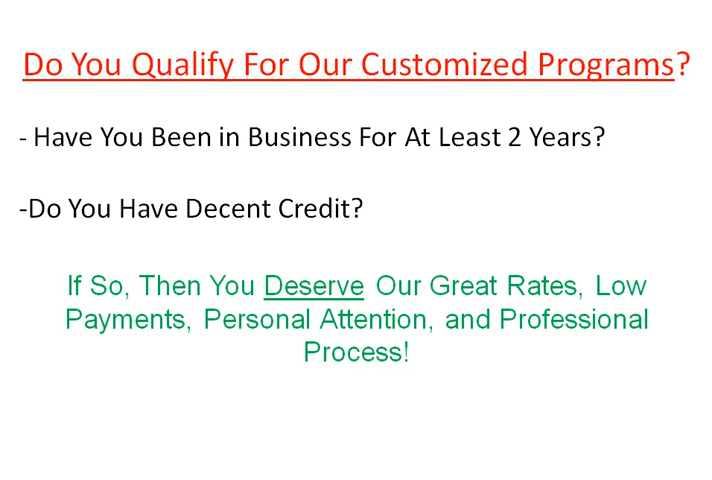 Do You Qualify For Our Customized Programs?
- Have You Been in Business For At Least 2 Years?
-Do You Have Decent Credit?
If So, Then You Deserve Our Great Rates, Low
Payments, Personal Attention, and Professional
Process!